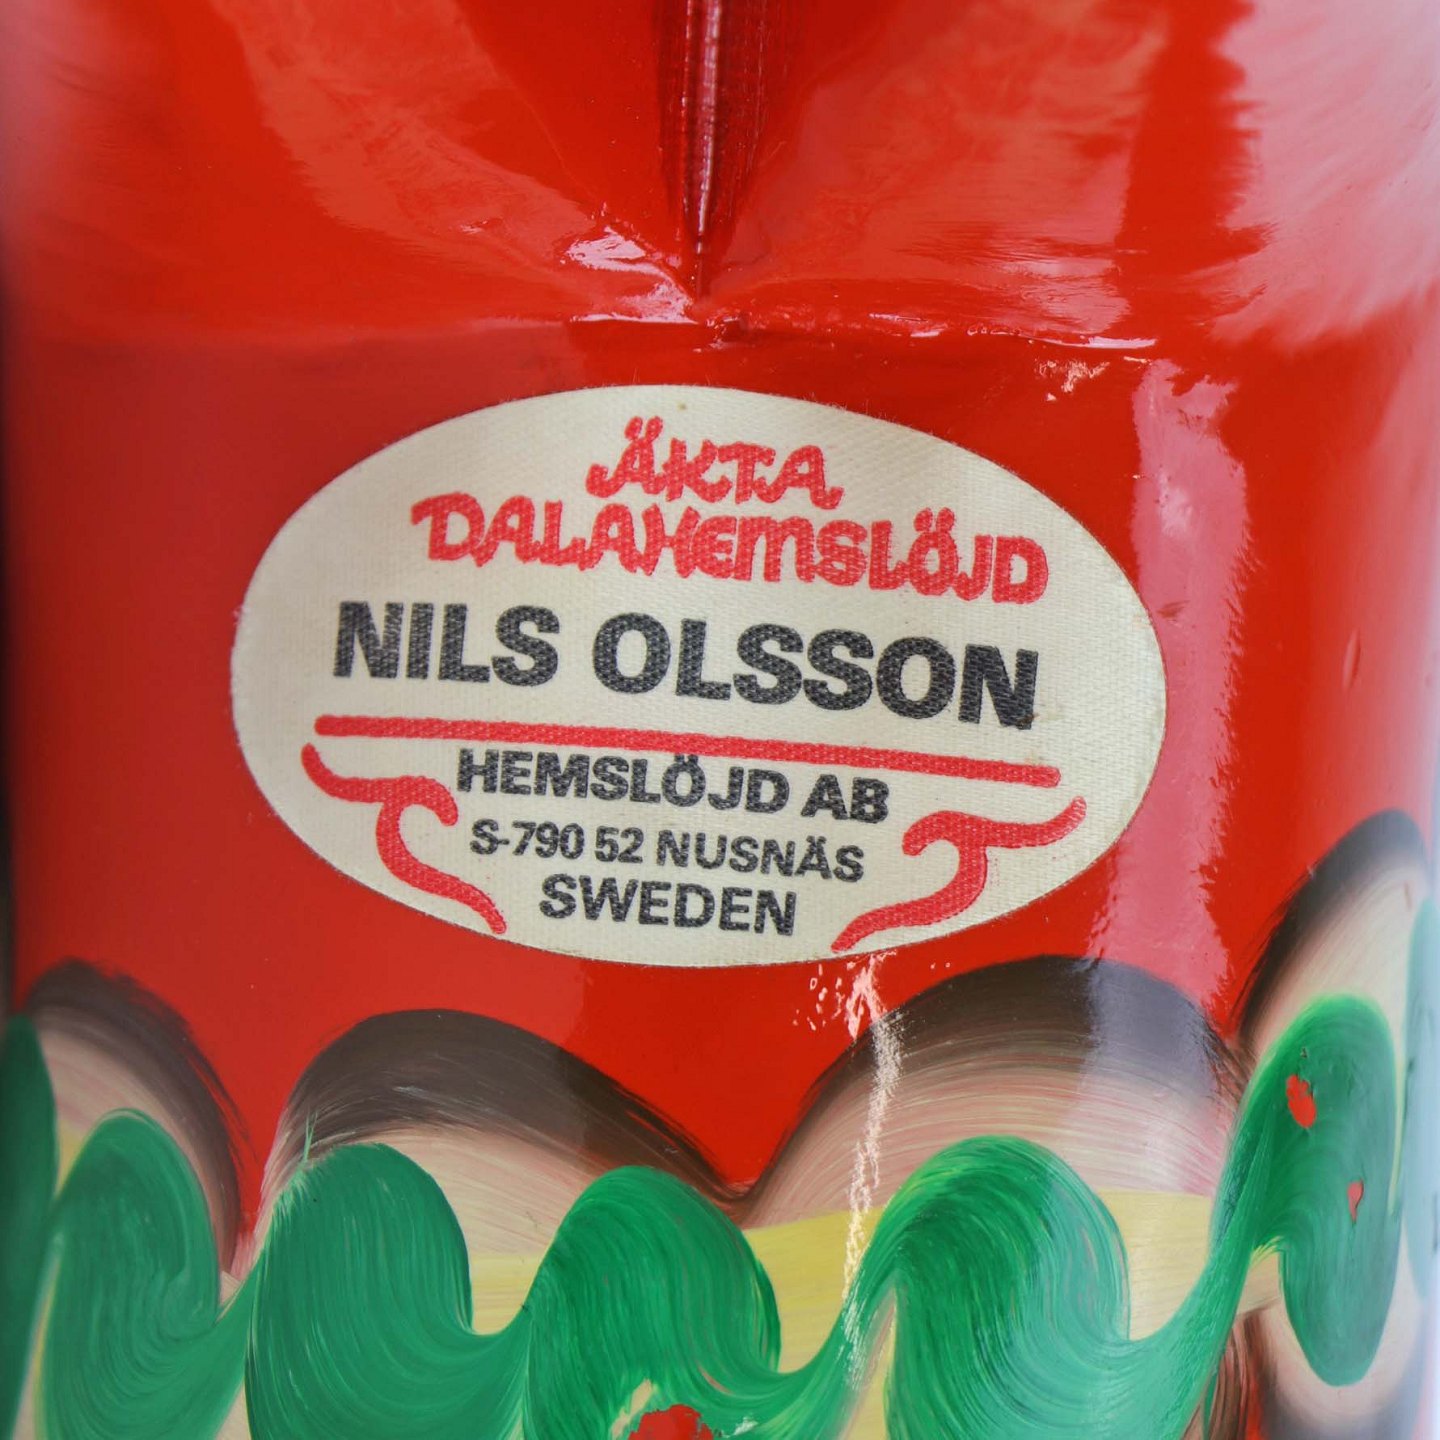 ÄKTA
DALAHEMSLÖJD
NILS OLSSON
HEMSLÖJD AB
S-790 52 NUSNÄS
SWEDEN